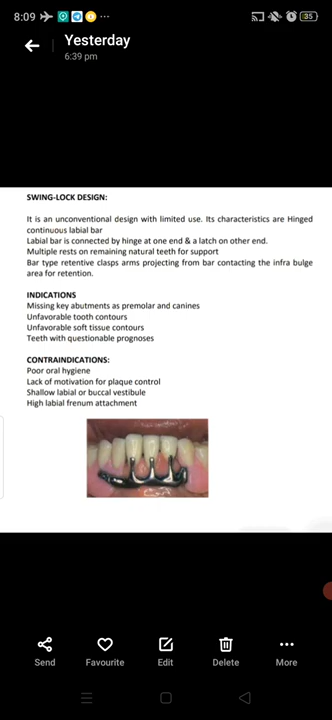 8:09
35
Yesterday
6:39 pm
SWING-LOCK DESIGN:
It is an unconventional design with limited use. Its characteristics are Hinged
continuous labial bar
Labial bar is connected by hinge at one end & a latch on other end.
Multiple rests on remaining natural teeth for support
Bar type retentive clasps arms projecting from bar contacting the infra bulge
area for retention.
INDICATIONS
Missing key abutments as premolar and canines
Unfavorable tooth contours
Unfavorable soft tissue contours
Teeth with questionable prognoses
CONTRAINDICATIONS:
Poor oral hygiene
Lack of motivation for plaque control
Shallow labial or buccal vestibule
High labial frenum attachment
Send Favourite Edit Delete More